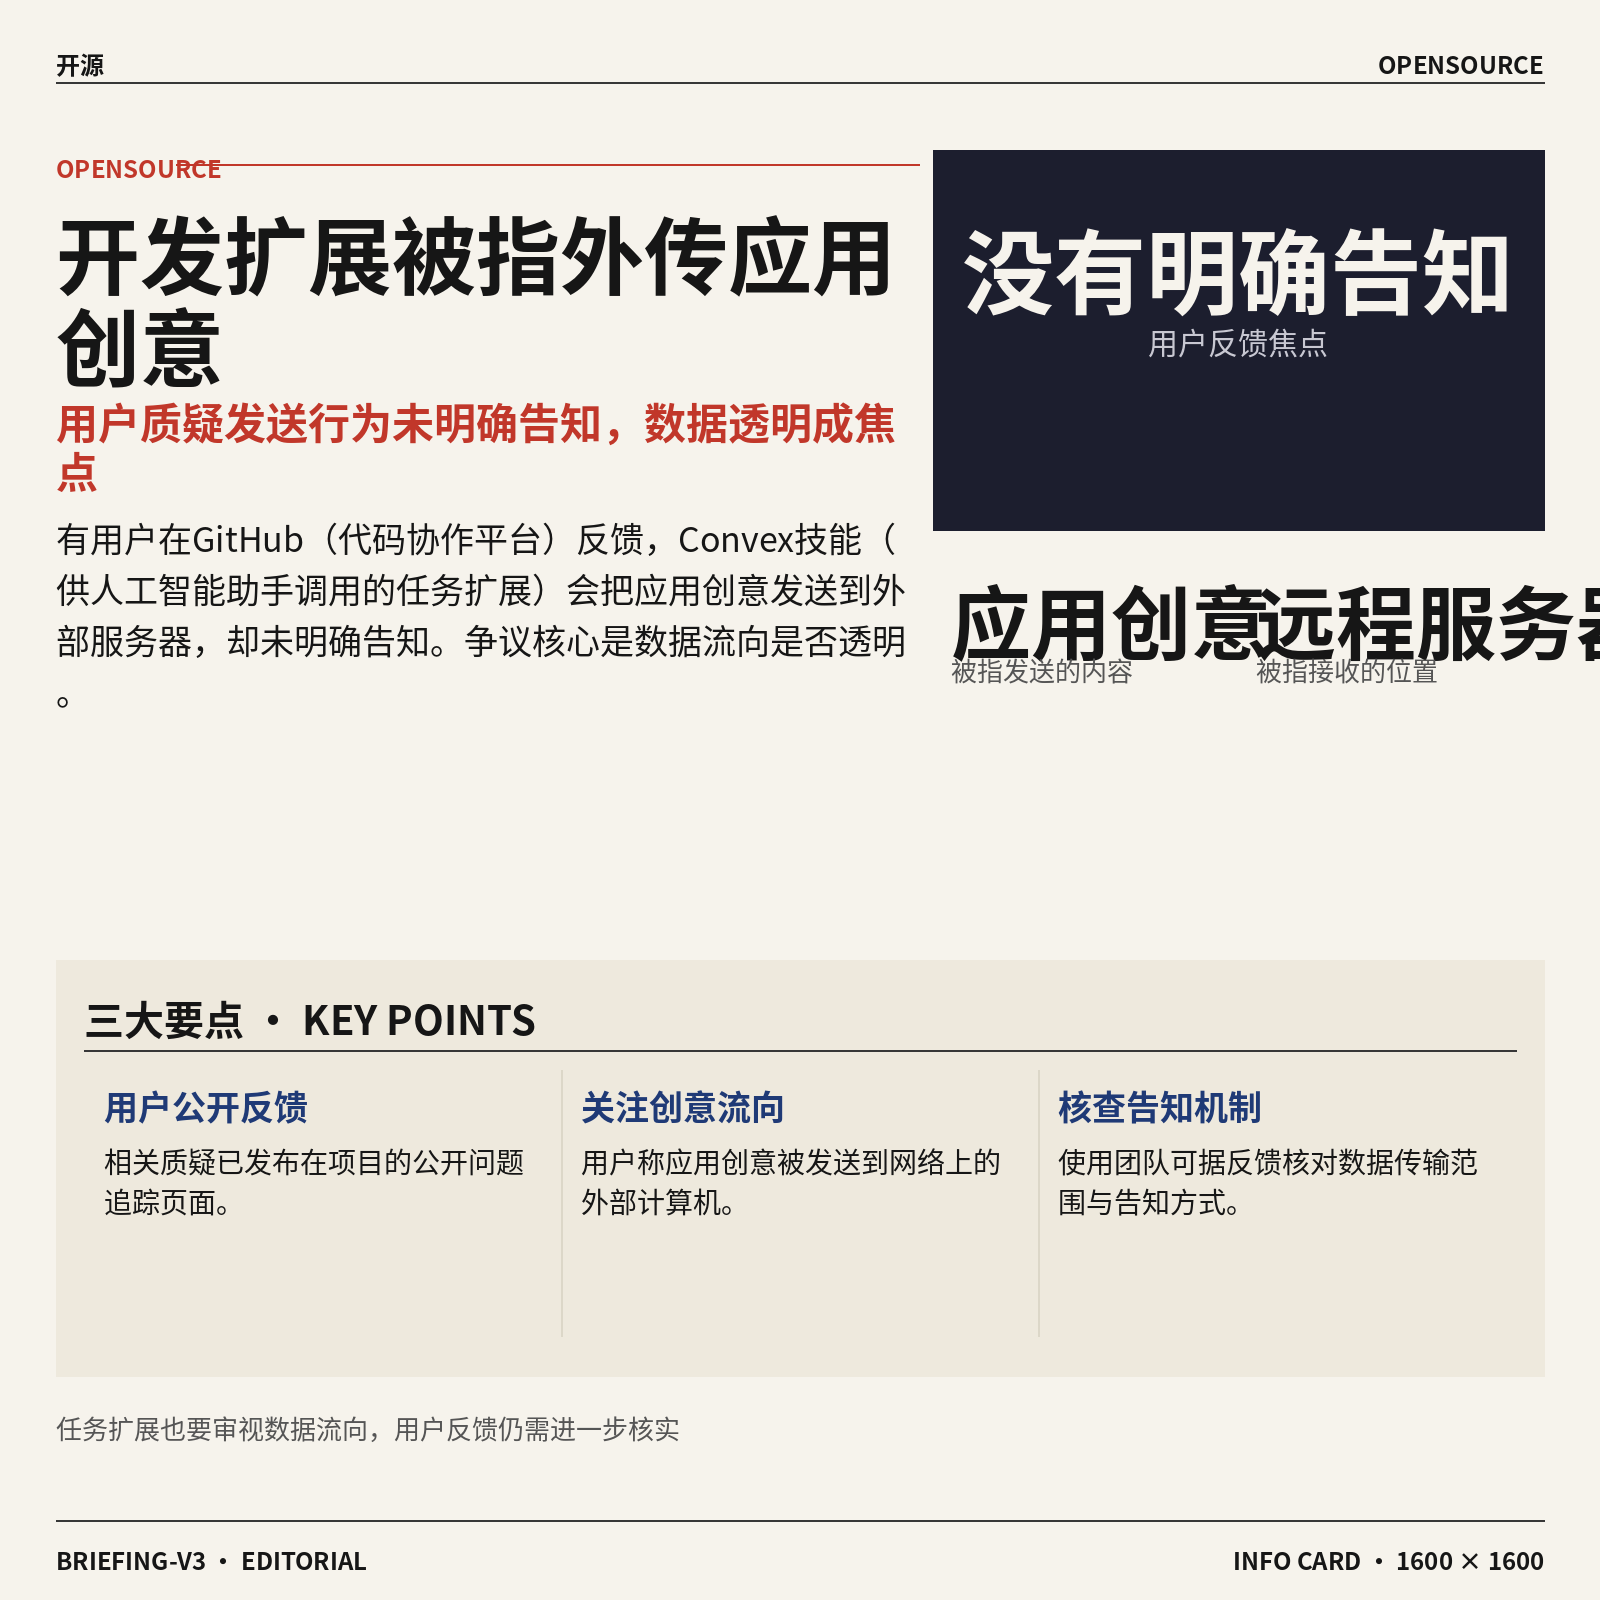 开源
OPENSOURCE
OPENSOURCE
开发扩展被指外传应用
创意
用户质疑发送行为未明确告知，数据透明成焦
点
有用户在GitHub（代码协作平台）反馈，Convex技能（
供人工智能助手调用的任务扩展）会把应用创意发送到外
部服务器，却未明确告知。争议核心是数据流向是否透明
。
没有明确告知
用户反馈焦点
应用创意
被指发送的内容
远程服务器
被指接收的位置
三大要点 · KEY POINTS
用户公开反馈
相关质疑已发布在项目的公开问题
追踪页面。
关注创意流向
用户称应用创意被发送到网络上的
外部计算机。
核查告知机制
使用团队可据反馈核对数据传输范
围与告知方式。
任务扩展也要审视数据流向，用户反馈仍需进一步核实
BRIEFING-V3 · EDITORIAL
INFO CARD · 1600 × 1600